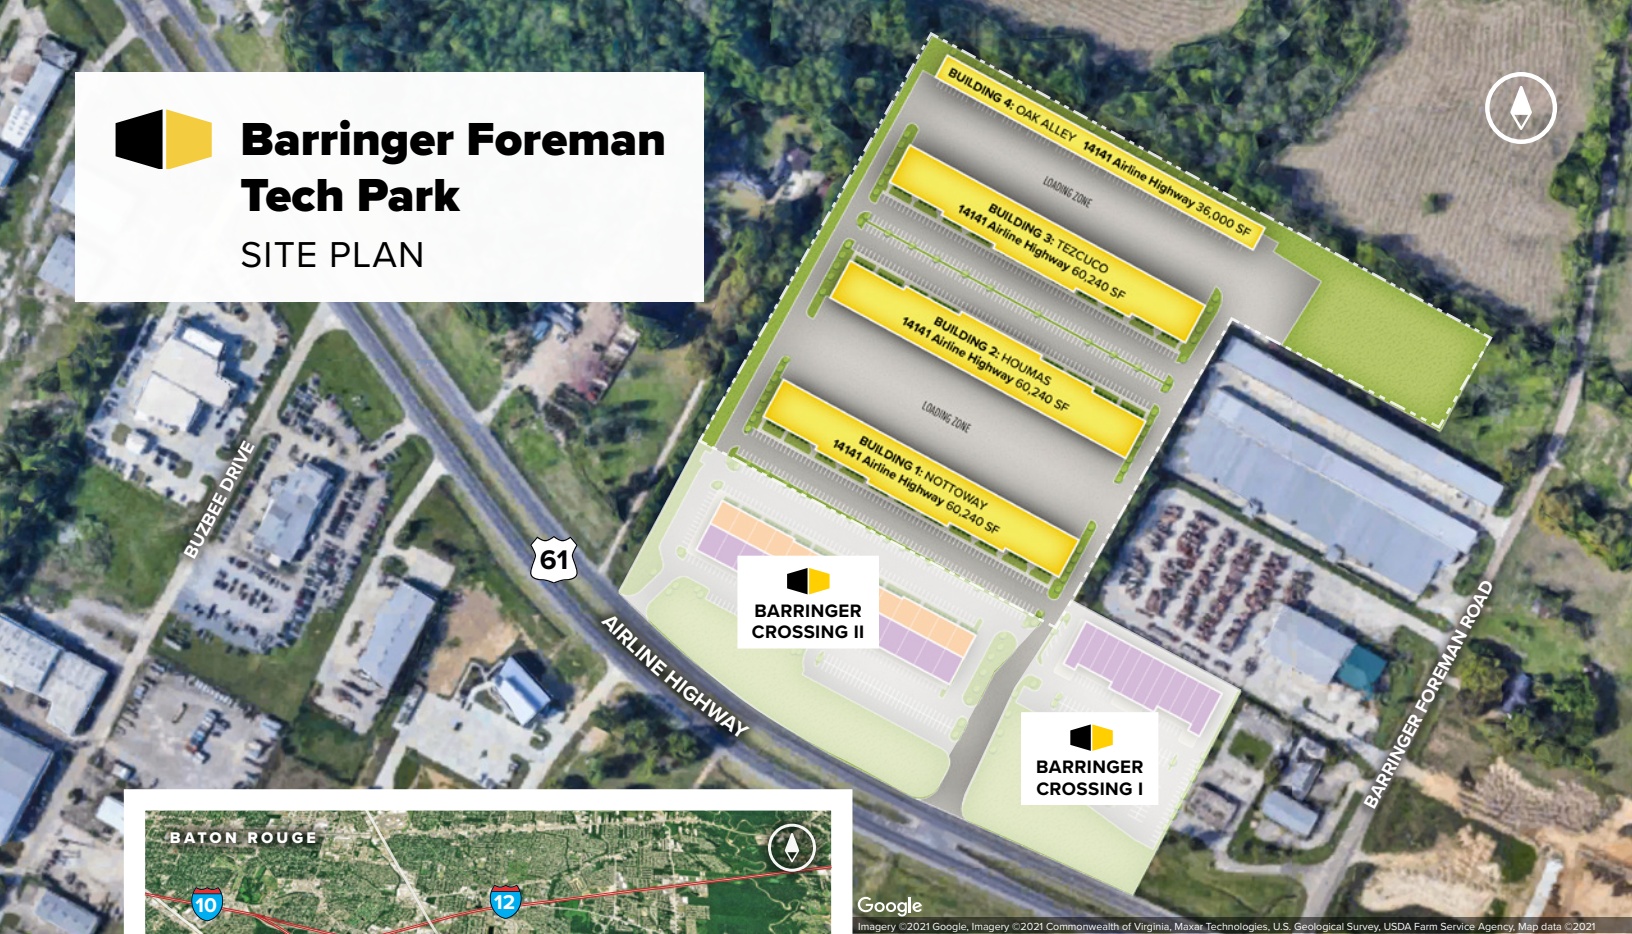 Barringer Foreman
Tech Park
SITE PLAN
BUILDING 4: OAK ALLEY 14141 Airline Highway 36,000 SF
LOADING ZONE
BUILDING 3: TEZCUCO
14141 Airline Highway 60,240 SF
BUILDING 2: HOUMAS
14141 Airline Highway 60,240 SF
LOADING ZONE
BUILDING 1: NOTTOWAY
14141 Airline Highway 60,240 SF
BUZBEE DRIVE
61
AIRLINE HIGHWAY
BARRINGER
CROSSING II
BARRINGER
CROSSING I
BARRINGER FOREMAN ROAD
BATON ROUGE
10
12
Google
Imagery ©2021 Google, Imagery ©2021 Commonwealth of Virginia, Maxar Technologies, U.S. Geological Survey, USDA Farm Service Agency, Map data ©2021